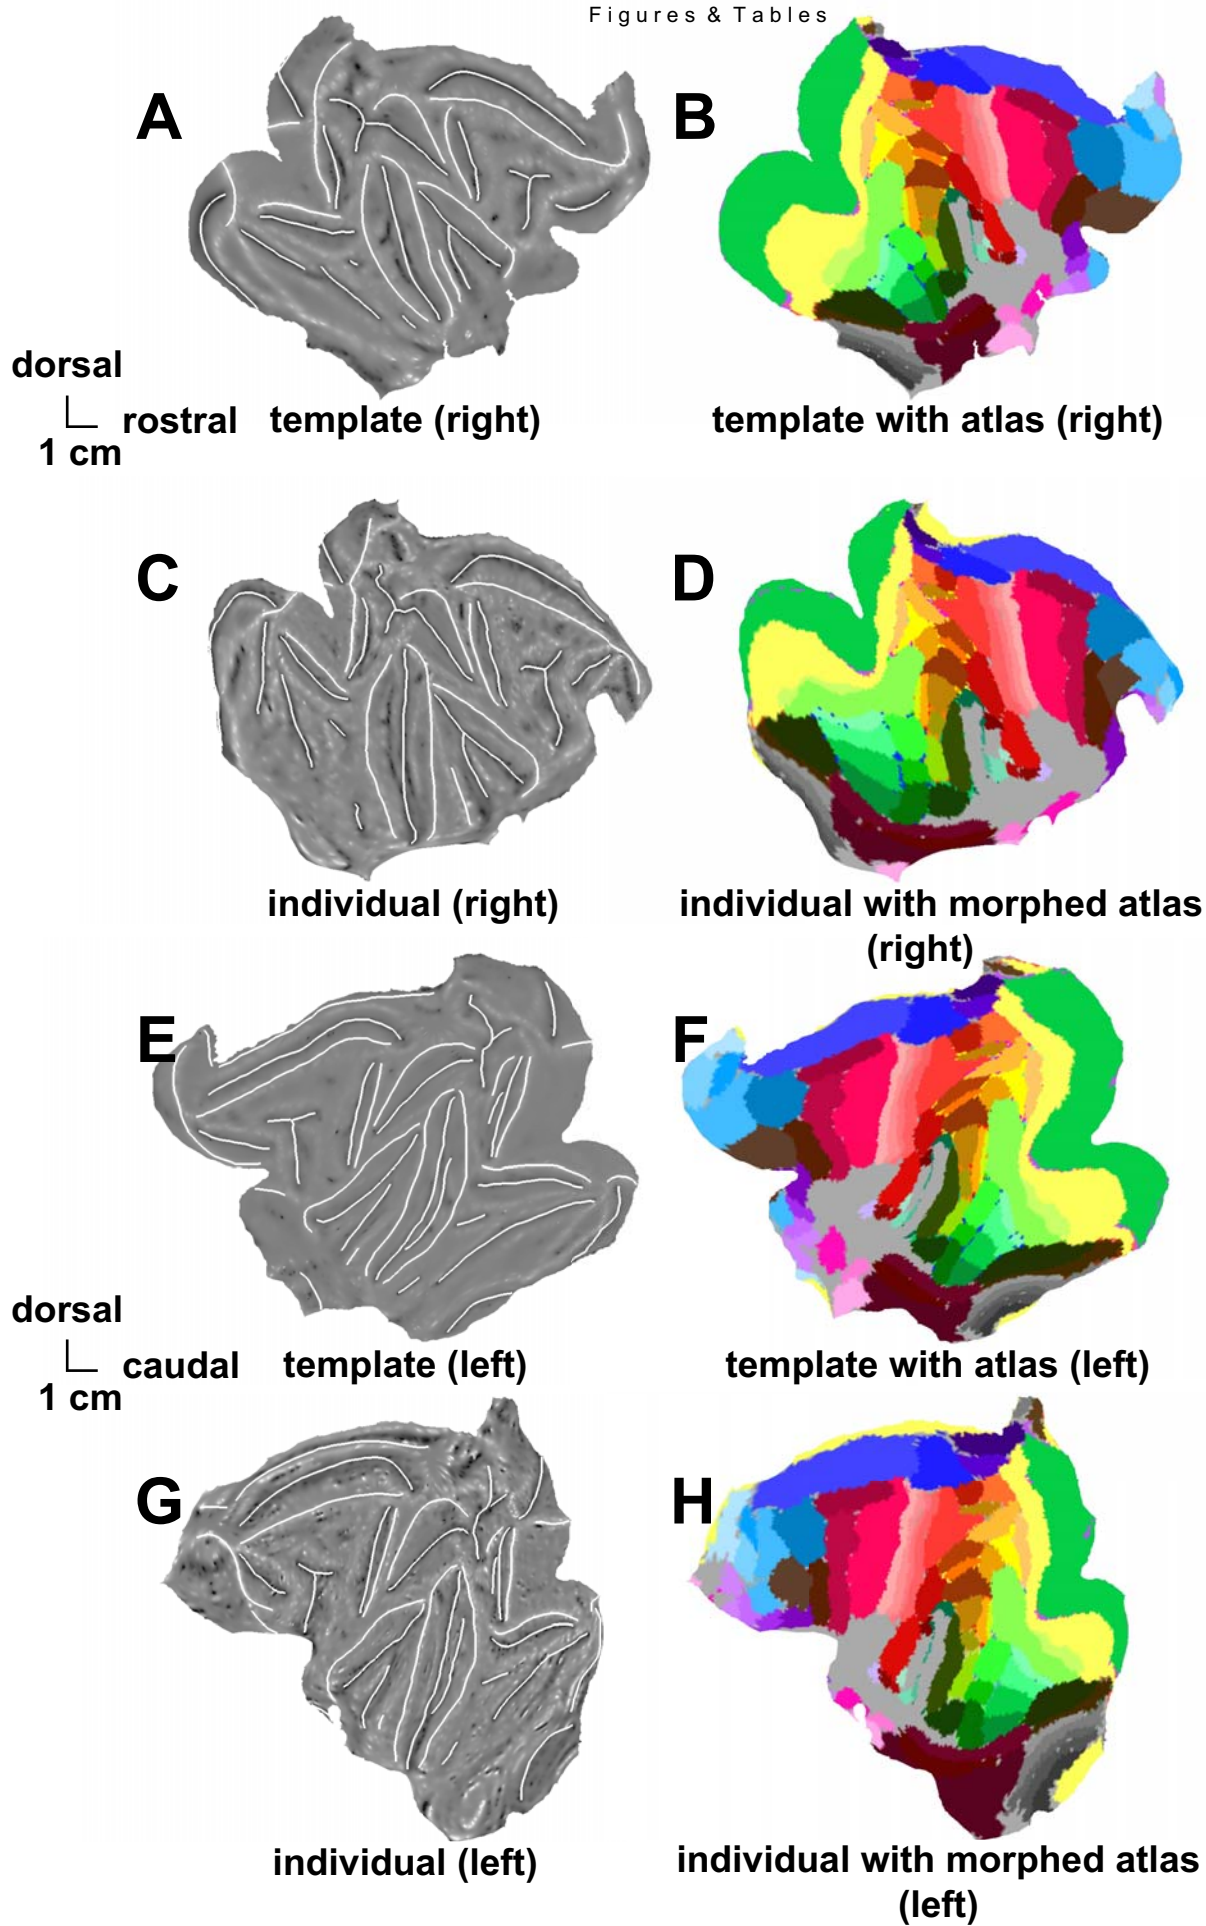 Figures & Tables
A
B
dorsal
rostral
1 cm
template (right)
template with atlas (right)
C
D
individual (right)
individual with morphed atlas
(right)
E
F
dorsal
caudal
1 cm
template (left)
template with atlas (left)
G
H
individual (left)
individual with morphed atlas
(left)